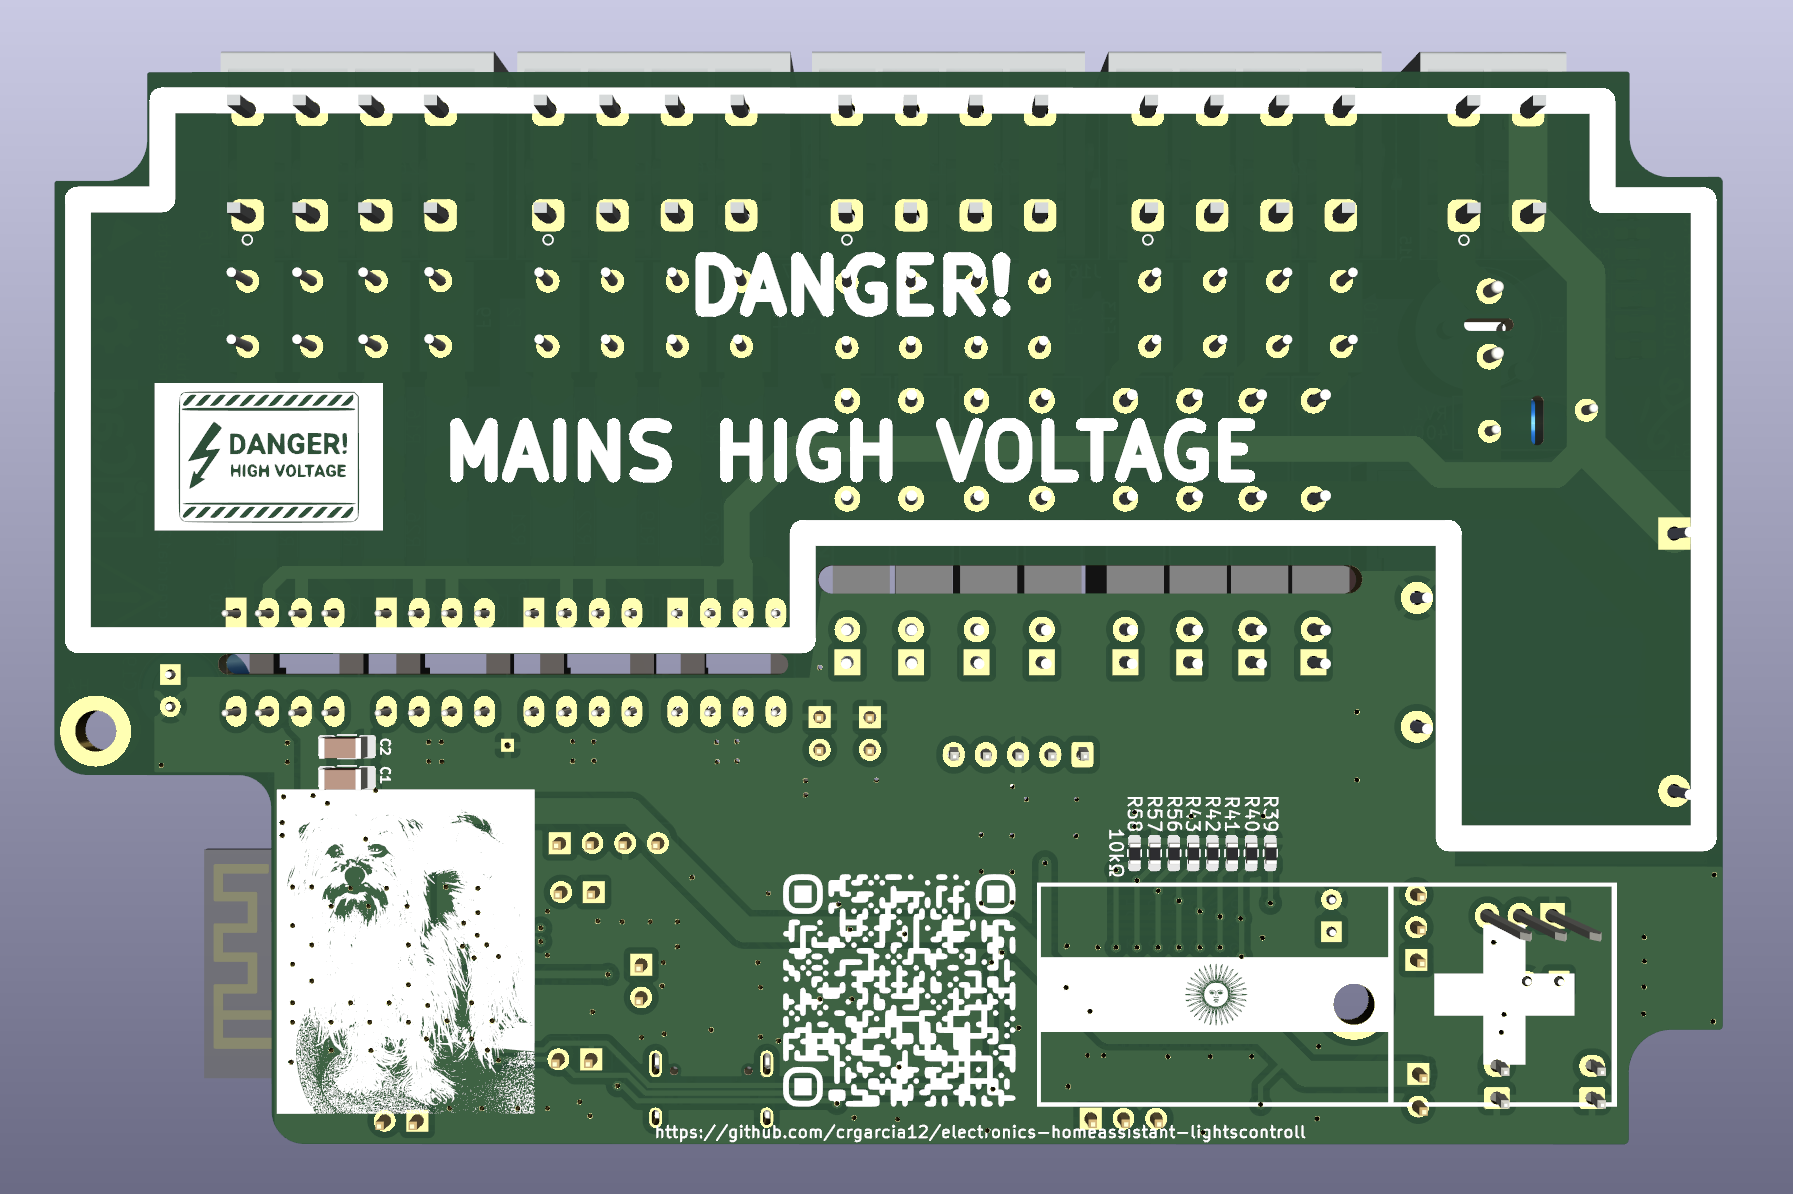 DANGER!
MAINS HIGH VOLTAGE
DANGER!
HIGH VOLTAGE
C2
C1
R58
R57
R56
R43
R42
R41
R40
R39
10kΩ
https://github.com/crgarcia12/electronics-homeassistant-lightscontroll